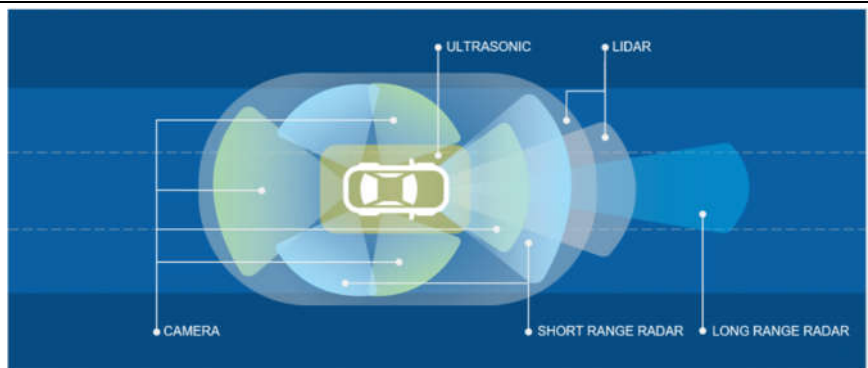 ULTRASONIC
LIDAR
CAMERA
SHORT RANGE RADAR
LONG RANGE RADAR